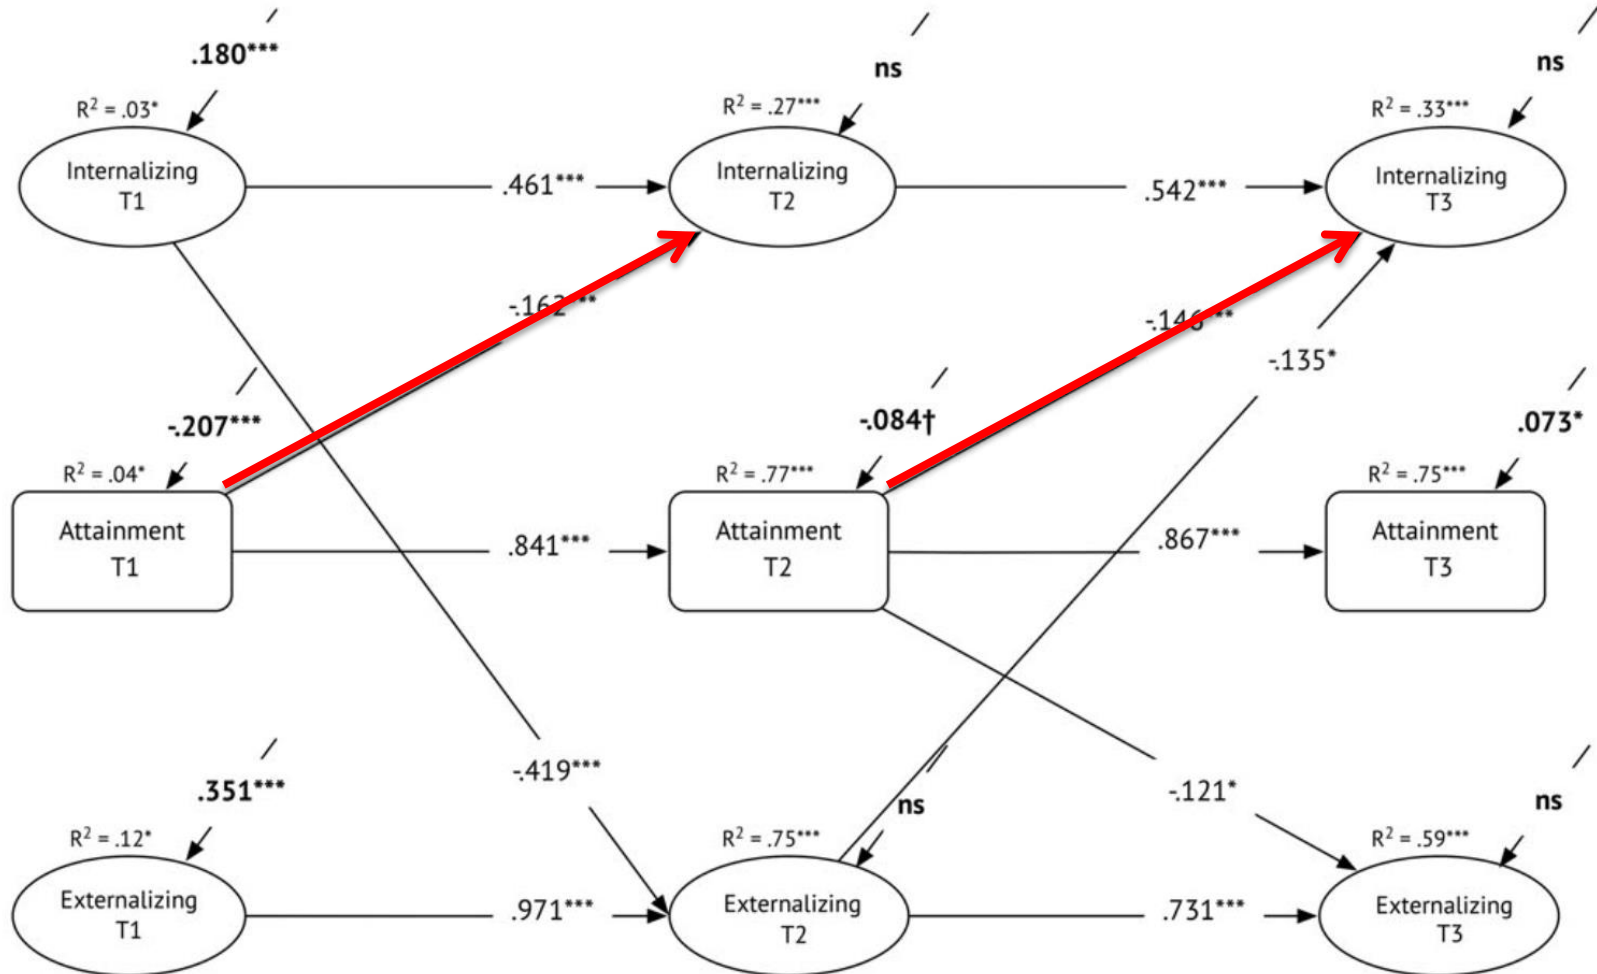 .180***
ns
ns
R² = .03*
R² = .27***
R² = .33***
Internalizing
T1
.461***
Internalizing
T2
.542***
Internalizing
T3
-.162***
-.146***
-.135*
-.207***
-.084†
.073*
R² = .04*
R² = .77***
R² = .75***
Attainment
T1
.841***
Attainment
T2
.867***
Attainment
T3
-.419***
-.121*
.351***
ns
ns
R² = .12*
R² = .75***
R² = .59***
Externalizing
T1
.971***
Externalizing
T2
.731***
Externalizing
T3